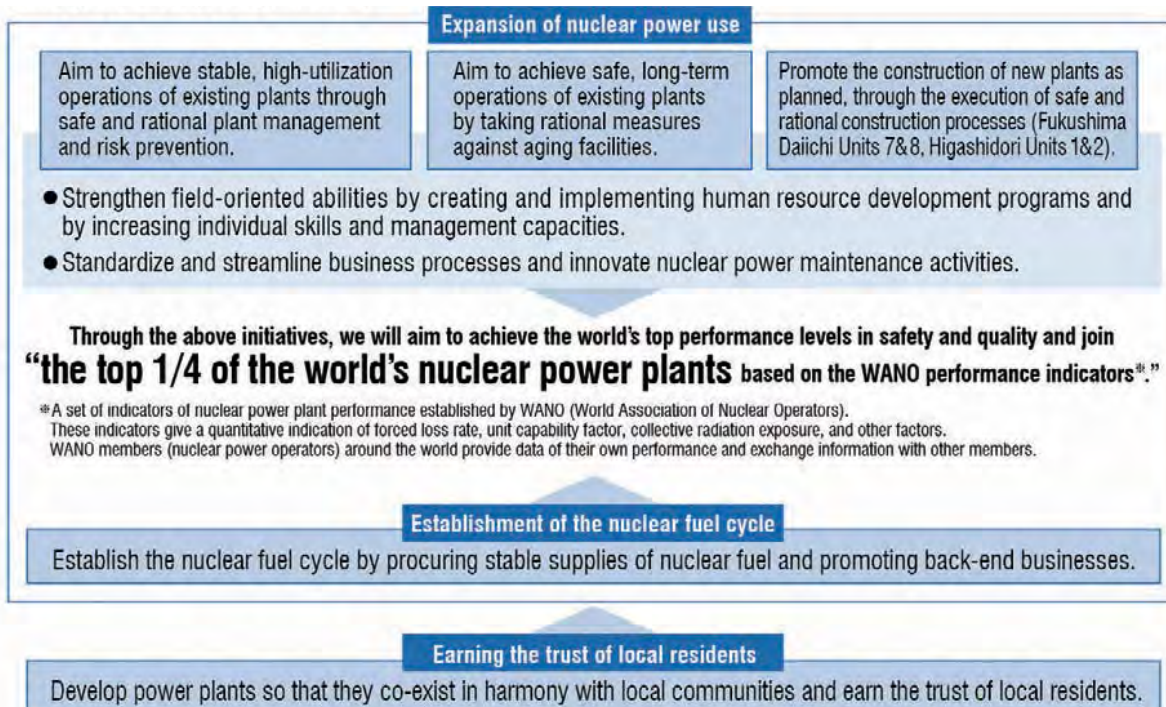 Expansion of nuclear power use
Aim to achieve stable, high-utilization
operations of existing plants through
safe and rational plant management
and risk prevention.
Aim to achieve safe, long-term
operations of existing plants
by taking rational measures
against aging facilities.
Promote the construction of new plants as
planned, through the execution of safe and
rational construction processes (Fukushima
Daiichi Units 7&8, Higashidori Units 1&2).
● Strengthen field-oriented abilities by creating and implementing human resource development programs and
by increasing individual skills and management capacities.
● Standardize and streamline business processes and innovate nuclear power maintenance activities.
Through the above initiatives, we will aim to achieve the world's top performance levels in safety and quality and join
“the top 1/4 of the world's nuclear power plants based on the WANO performance indicators※.”
※A set of indicators of nuclear power plant performance established by WANO (World Association of Nuclear Operators).
These indicators give a quantitative indication of forced loss rate, unit capability factor, collective radiation exposure, and other factors.
WANO members (nuclear power operators) around the world provide data of their own performance and exchange information with other members.
Establishment of the nuclear fuel cycle
Establish the nuclear fuel cycle by procuring stable supplies of nuclear fuel and promoting back-end businesses.
Earning the trust of local residents
Develop power plants so that they co-exist in harmony with local communities and earn the trust of local residents.